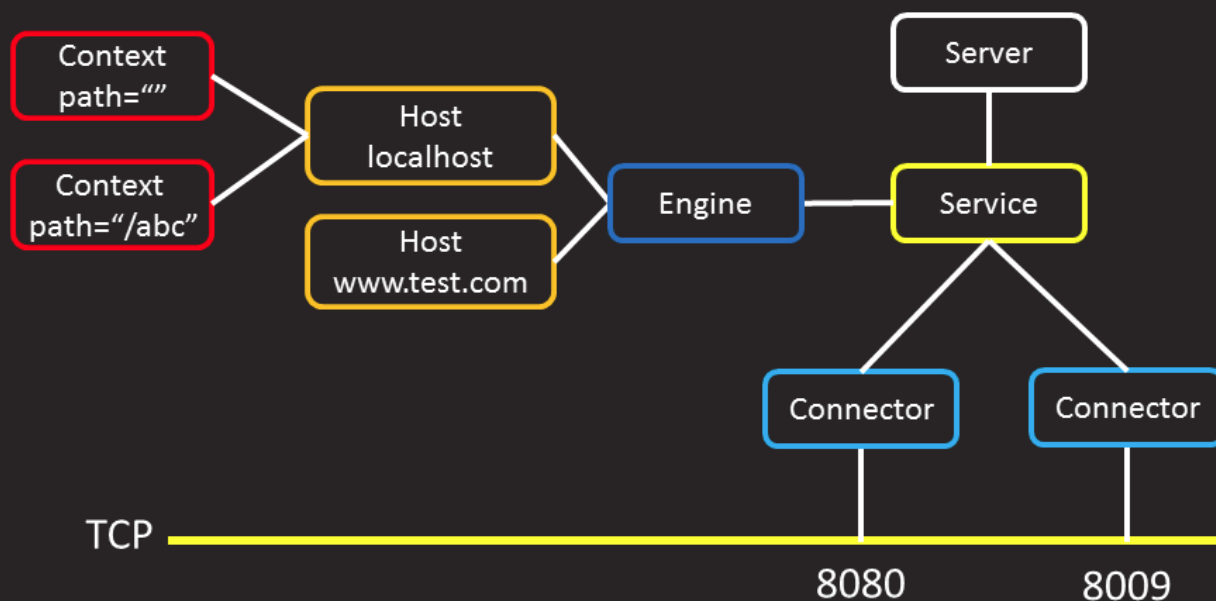 Context
path=“”
Context
path=“/abc”
Host
localhost
Host
www.test.com
Engine
Server
Service
Connector
Connector
TCP
8080
8009